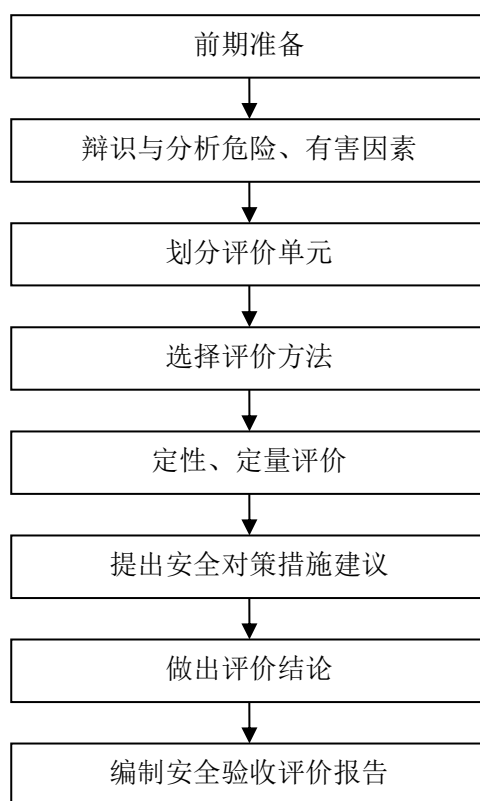 前期准备
辩识与分析危险、有害因素
划分评价单元
选择评价方法
定性、定量评价
提出安全对策措施建议
做出评价结论
编制安全验收评价报告